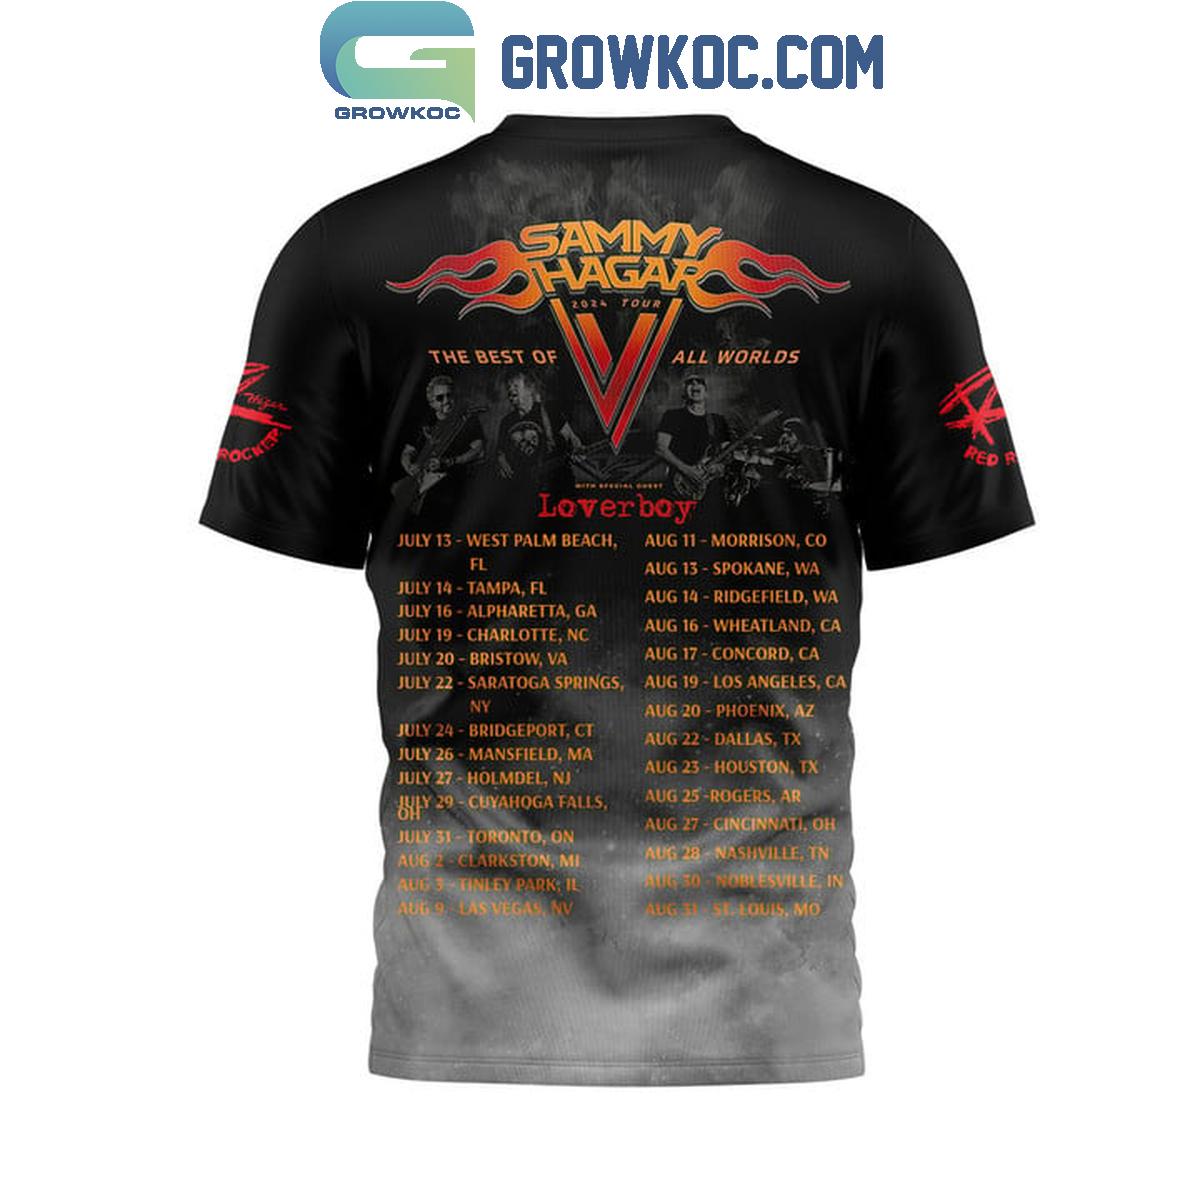 GROWKOC
GROWKOC.COM
SAMMY
HAGAR
2024 TOUR
THE BEST OF
ALL WORLDS
Hagar
ROCKER
RED R
WITH SPECIAL GUEST
Loverboy
JULY 13 - WEST PALM BEACH,
FL
JULY 14 - TAMPA, FL
JULY 16 - ALPHARETTA, GA
JULY 19 - CHARLOTTE, NC
JULY 20 - BRISTOW, VA
JULY 22 - SARATOGA SPRINGS,
NY
JULY 24 - BRIDGEPORT, CT
JULY 26 - MANSFIELD, MA
JULY 27 - HOLMDEL, NJ
JULY 29 - CUYAHOGA FALLS,
OH
JULY 31 - TORONTO, ON
AUG 2 - CLARKSTON, MI
AUG 3 - TINLEY PARK, IL
AUG 9 - LAS VEGAS, NV
AUG 11 - MORRISON, CO
AUG 13 - SPOKANE, WA
AUG 14 - RIDGEFIELD, WA
AUG 16 - WHEATLAND, CA
AUG 17 - CONCORD, CA
AUG 19 - LOS ANGELES, CA
AUG 20 - PHOENIX, AZ
AUG 22 - DALLAS, TX
AUG 23 - HOUSTON, TX
AUG 25 -ROGERS, AR
AUG 27 - CINCINNATI, OH
AUG 28 - NASHVILLE, TN
AUG 30 - NOBLESVILLE, IN
AUG 31 - ST. LOUIS, MO